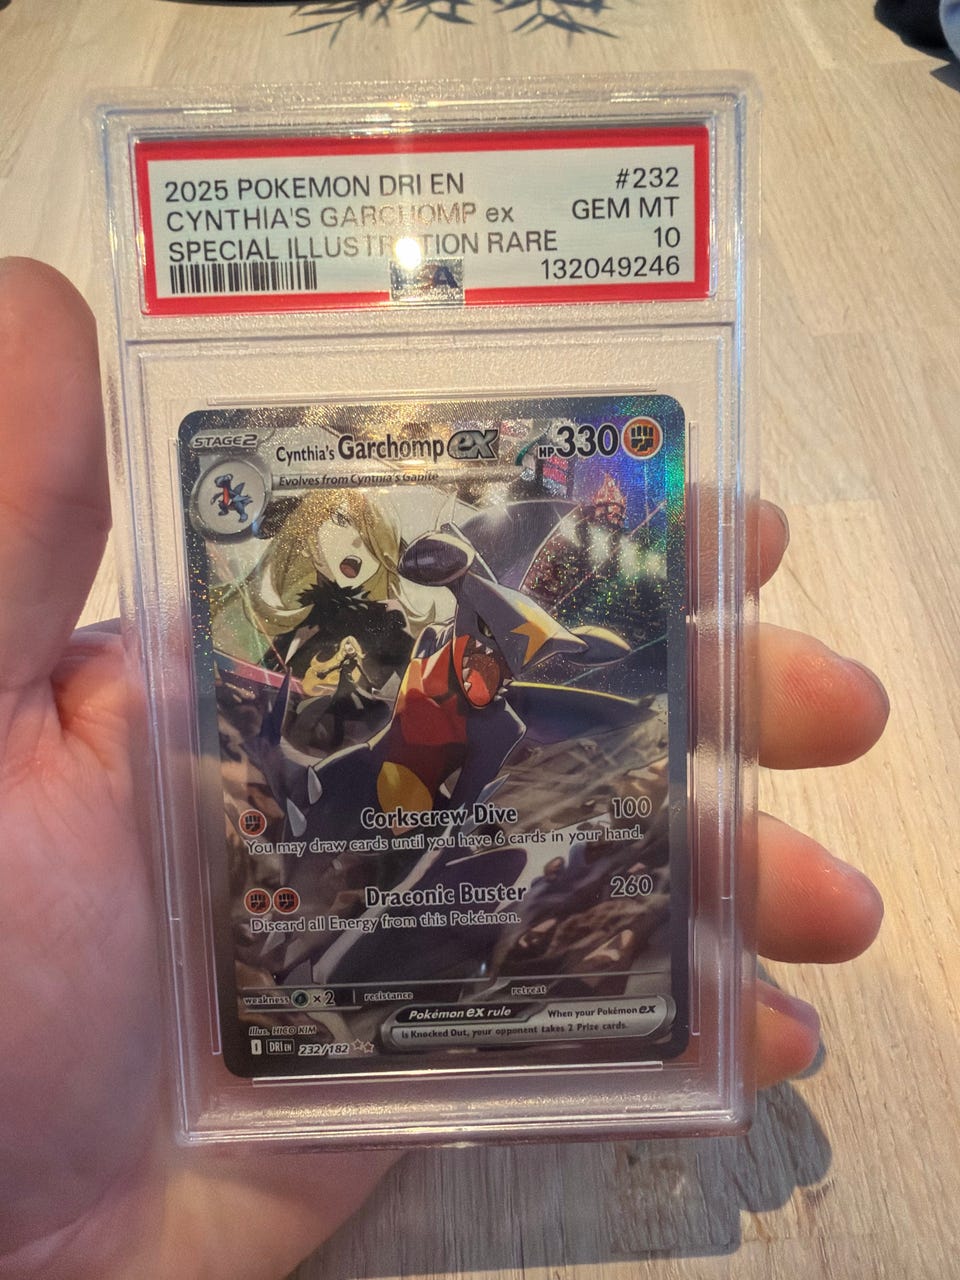 2025 POKEMON DRI EN #232
CYNTHIA'S GARCHOMP ex GEM MT
SPECIAL ILLUSTRATION RARE 10
132049246
STAGE 2
Cynthia's Garchomp ex HP 330
Evolves from Cynthia's Gabite
Corkscrew Dive 100
You may draw cards until you have 6 cards in your hand.
Draconic Buster 260
Discard all Energy from this Pokémon.
weakness ×2 resistance retreat
Pokémon ex rule When your Pokémon ex
is Knocked Out, your opponent takes 2 Prize cards.
Illus. HICO KIM
I DRI EN 232/182